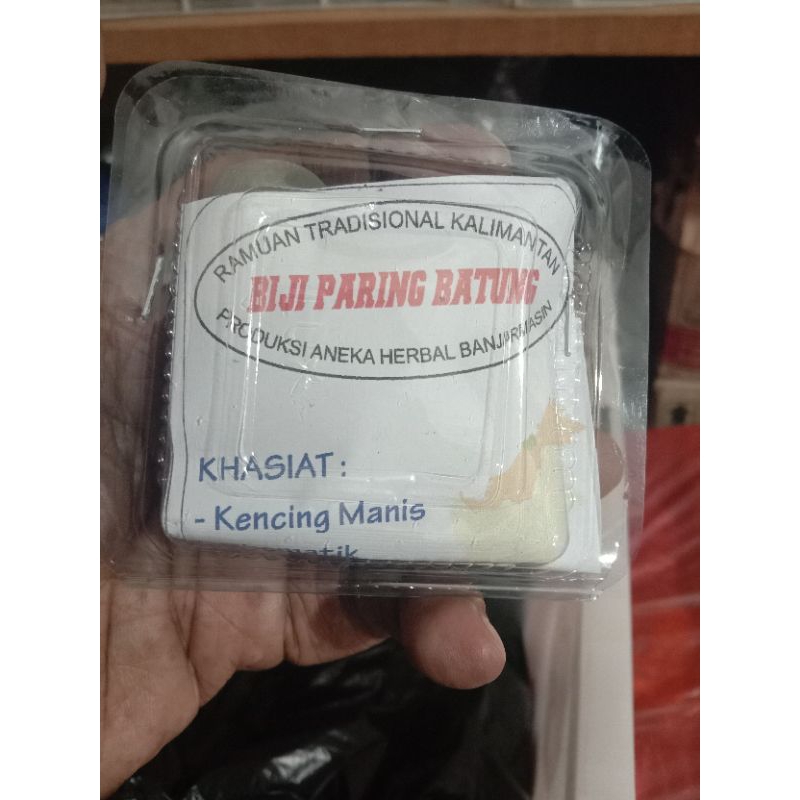 RAMUAN TRADISIONAL KALIMANTAN
BIJI PARING BATUNG
PRODUKSI ANEKA HERBAL BANJARMASIN
KHASIAT :
- Kencing Manis